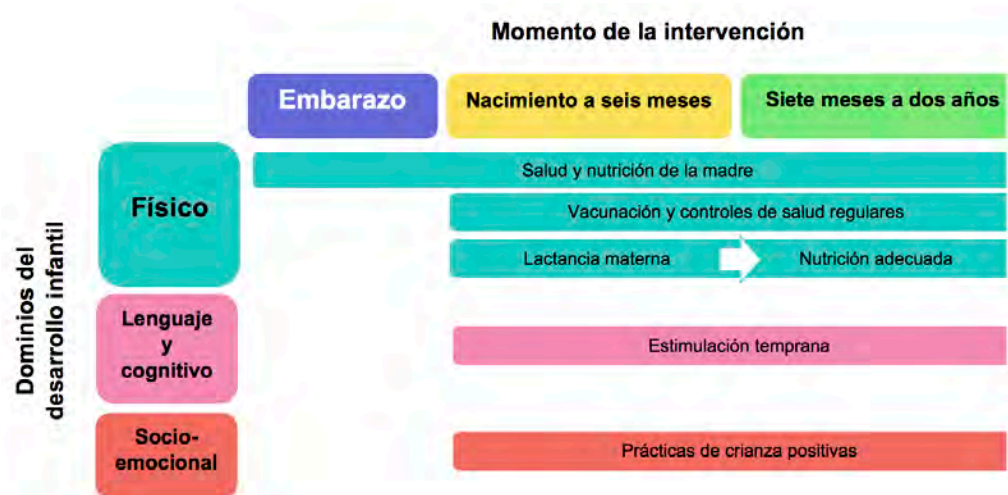 Momento de la intervención
Embarazo
Nacimiento a seis meses
Siete meses a dos años
Dominios del
desarrollo infantil
Físico
Salud y nutrición de la madre
Vacunación y controles de salud regulares
Lactancia materna
Nutrición adecuada
Lenguaje
y
cognitivo
Estimulación temprana
Socio-
emocional
Prácticas de crianza positivas